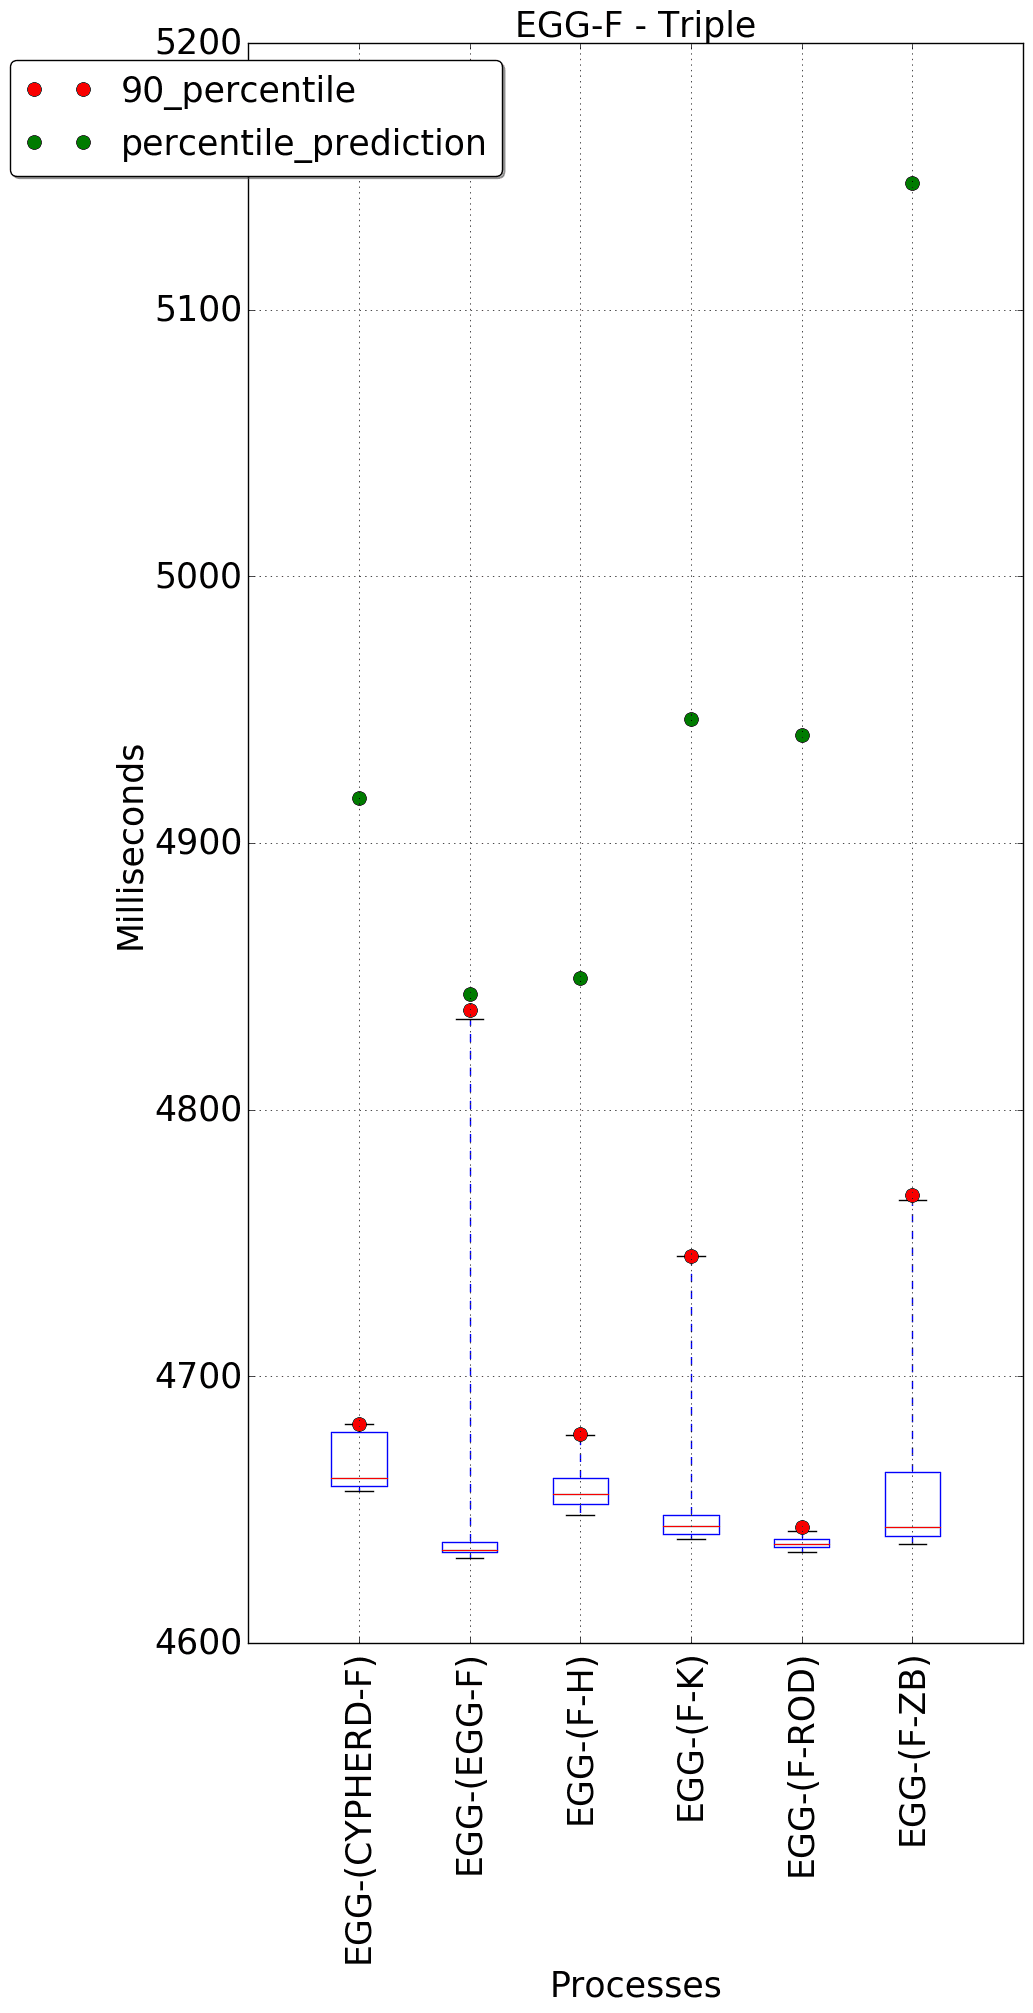 EGG-F - Triple
90_percentile
percentile_prediction
5200
5100
5000
4900
4800
4700
4600
Milliseconds
EGG-(CYPHERD-F)
EGG-(EGG-F)
EGG-(F-H)
EGG-(F-K)
EGG-(F-ROD)
EGG-(F-ZB)
Processes